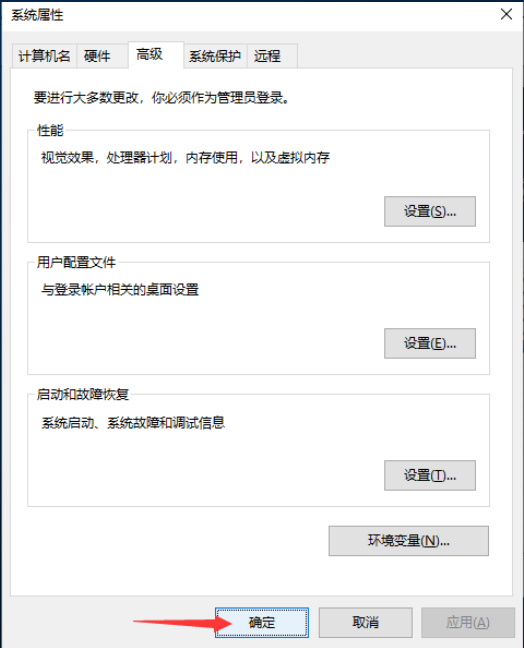 系统属性
计算机名 硬件 高级 系统保护 远程
要进行大多数更改，你必须作为管理员登录。
性能
视觉效果，处理器计划，内存使用，以及虚拟内存
设置(S)...
用户配置文件
与登录帐户相关的桌面设置
设置(E)...
启动和故障恢复
系统启动、系统故障和调试信息
设置(T)...
环境变量(N)...
确定 取消 应用(A)